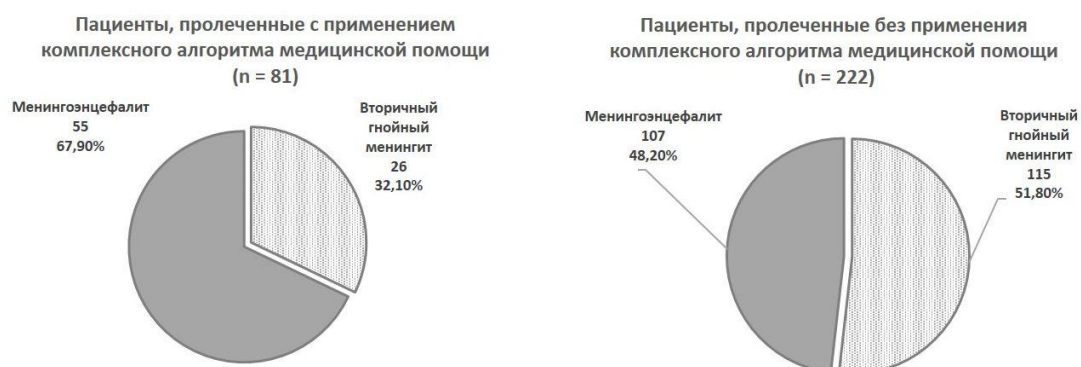 Пациенты, пролеченные с применением
комплексного алгоритма медицинской помощи
(n = 81)
Менингоэнцефалит
55
67,90%
Вторичный
гнойный
менингит
26
32,10%
Пациенты, пролеченные без применения
комплексного алгоритма медицинской помощи
(n = 222)
Менингоэнцефалит
107
48,20%
Вторичный
гнойный
менингит
115
51,80%